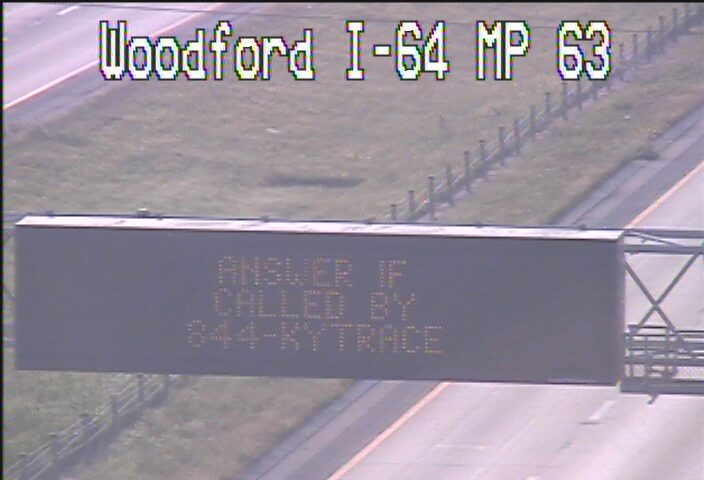 Woodford I-64 MP 63
ANSWER IF
CALLED BY
844-KYTRACE